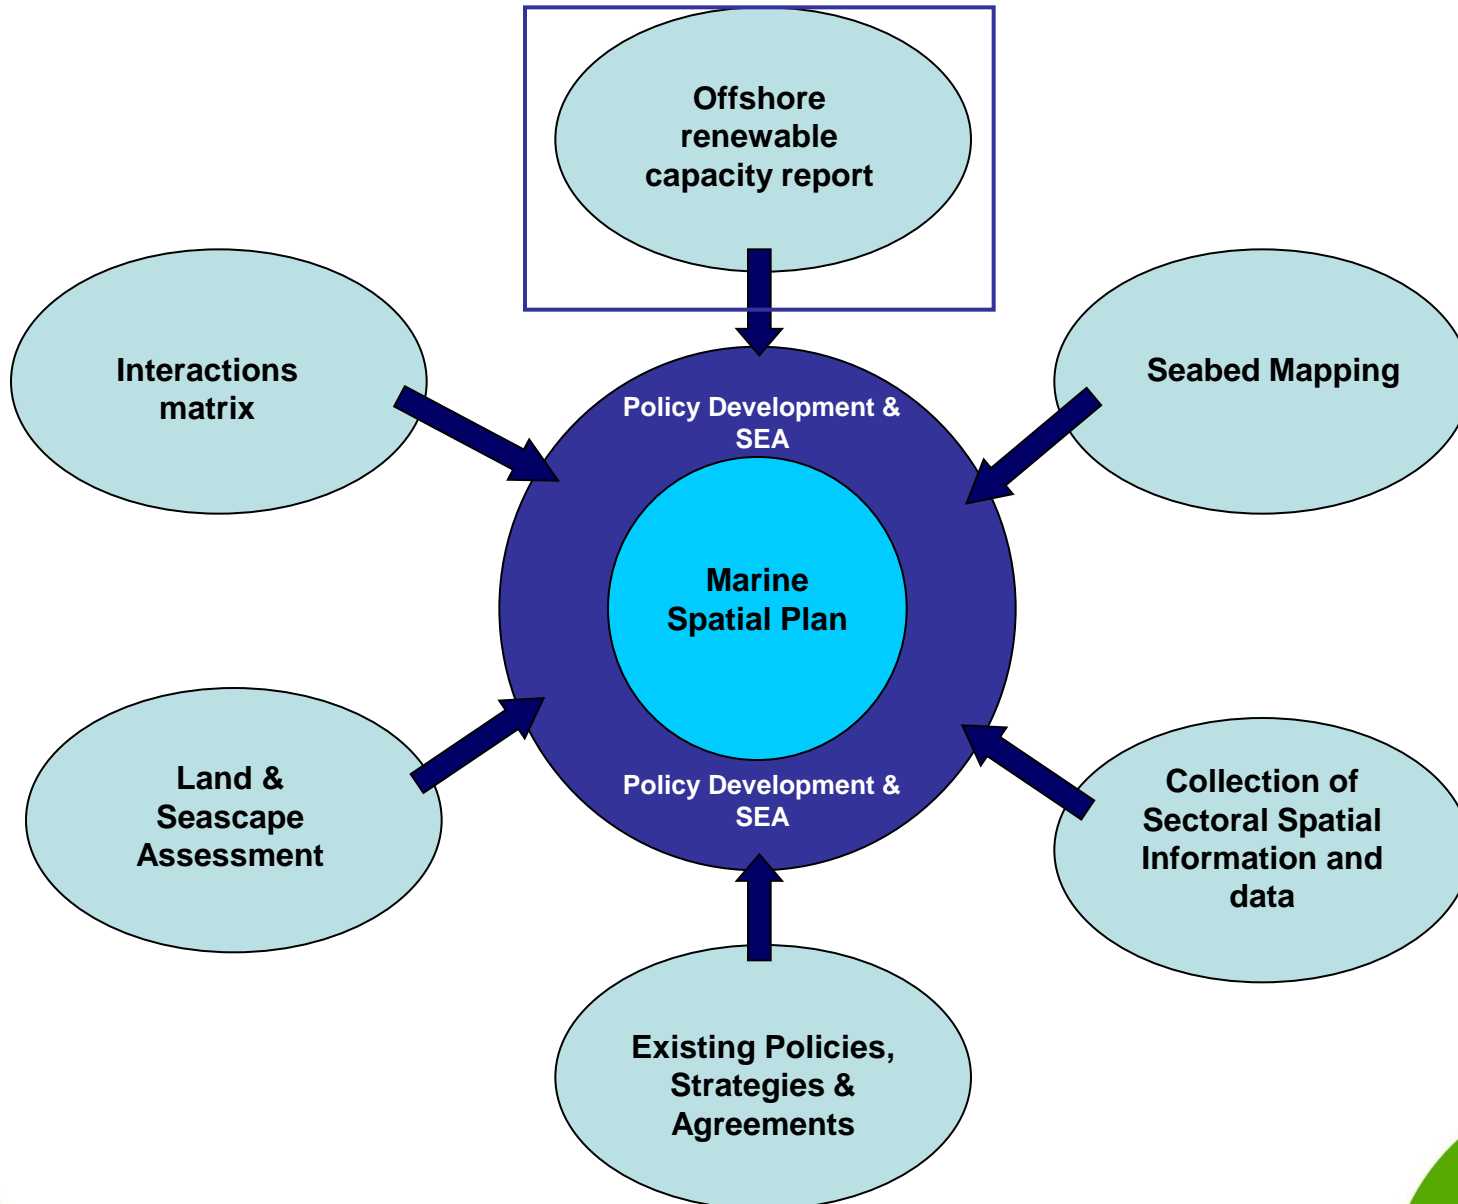 Offshore
renewable
capacity report
Interactions
matrix
Seabed Mapping
Policy Development &
SEA
Marine
Spatial Plan
Policy Development &
SEA
Land &
Seascape
Assessment
Collection of
Sectoral Spatial
Information and
data
Existing Policies,
Strategies &
Agreements